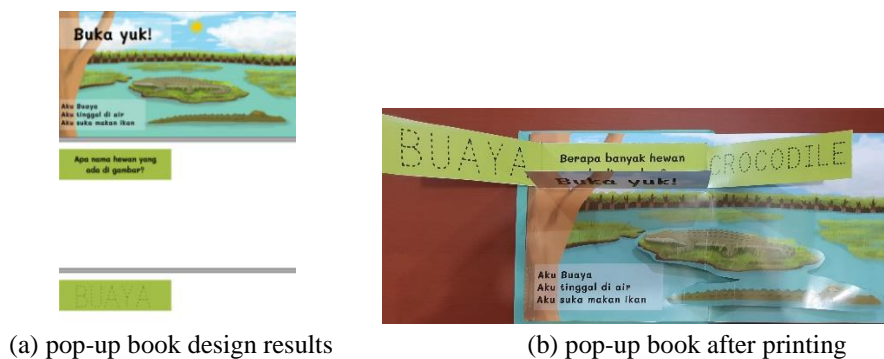 Buka yuk!
Aku Buaya
Aku tinggal di air
Aku suka makan ikan
Apa nama hewan yang
ada di gambar?
BUAYA
(a) pop-up book design results
BUAYA
Berapa banyak hewan
CROCODILE
Buka yuk!
Aku Buaya
Aku tinggal di air
Aku suka makan ikan
(b) pop-up book after printing